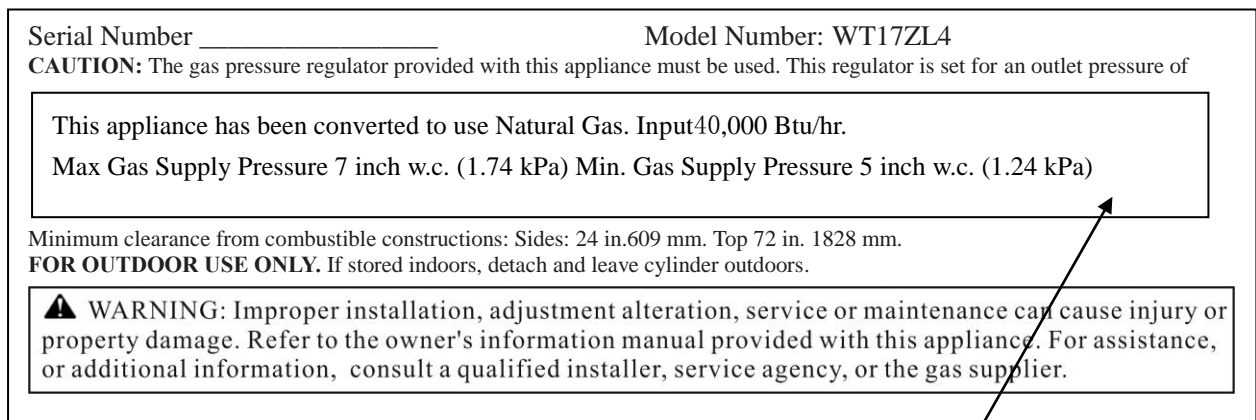 Serial Number _________________ Model Number: WT17ZL4
CAUTION: The gas pressure regulator provided with this appliance must be used. This regulator is set for an outlet pressure of
This appliance has been converted to use Natural Gas. Input40,000 Btu/hr.
Max Gas Supply Pressure 7 inch w.c. (1.74 kPa) Min. Gas Supply Pressure 5 inch w.c. (1.24 kPa)
Minimum clearance from combustible constructions: Sides: 24 in.609 mm. Top 72 in. 1828 mm.
FOR OUTDOOR USE ONLY. If stored indoors, detach and leave cylinder outdoors.
WARNING: Improper installation, adjustment alteration, service or maintenance can cause injury or
property damage. Refer to the owner's information manual provided with this appliance. For assistance,
or additional information, consult a qualified installer, service agency, or the gas supplier.